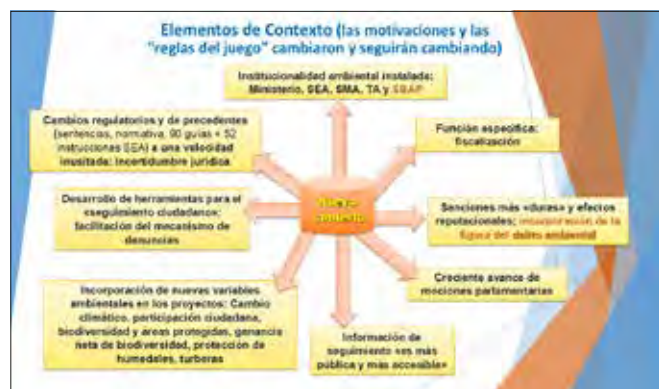 Elementos de Contexto (las motivaciones y las
"reglas del juego" cambiaron y seguirán cambiando)
Institucionalidad ambiental instalada:
Ministerio, SEA, SMA, TA y SBAP
Cambios regulatorios y de precedentes
(sentencias, normativa, 90 guías + 52
instrucciones SEA) a una velocidad
inusitada: incertidumbre jurídica
Función específica:
fiscalización
Desarrollo de herramientas para el
«seguimiento ciudadano»:
facilitación del mecanismo de
denuncias
Nuevo
contexto
Sanciones más «duras» y efectos
reputacionales; incorporación de la
figura del delito ambiental
Creciente avance de
mociones parlamentarias
Incorporación de nuevas variables
ambientales en los proyectos: Cambio
climático, participación ciudadana,
biodiversidad y areas protegidas, ganancia
neta de biodiversidad, protección de
humedales, turberas
Información de
seguimiento «es más
pública y más accesible»